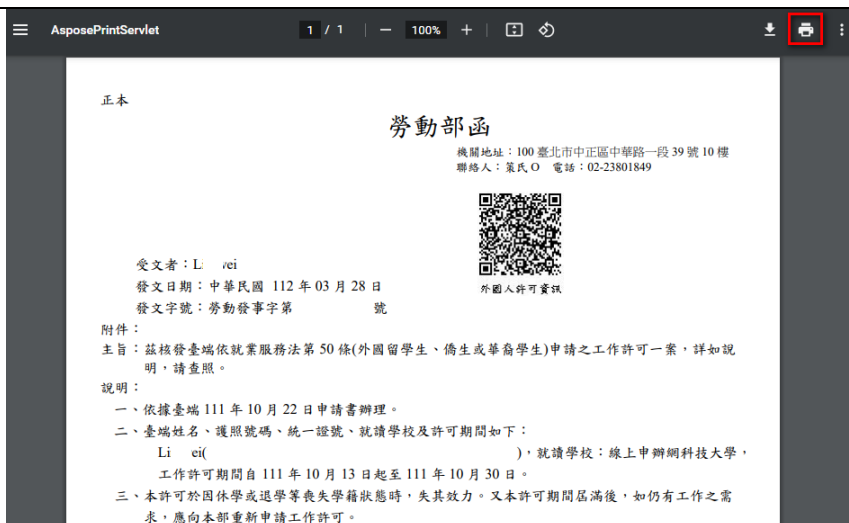 AsposePrintServlet 1 / 1 100%
正本
勞動部函
機關地址：100 臺北市中正區中華路一段 39 號 10 樓
聯絡人：葉氏O 電話：02-23801849
受文者：L
發文日期：中華民國 112 年 03 月 28 日
外國人許可資訊
發文字號：勞動發事字第 號
附件：
主旨：茲核發臺端依就業服務法第 50 條(外國留學生、僑生或華裔學生)申請之工作許可一案，詳如說
明，請查照。
說明：
一、依據臺端 111 年 10 月 22 日申請書辦理。
二、臺端姓名、護照號碼、統一證號、就讀學校及許可期間如下：
Li ei( )，就讀學校：線上申辦網科技大學，
工作許可期間自 111 年 10 月 13 日起至 111 年 10 月 30 日。
三、本許可於因休學或退學等喪失學籍狀態時，失其效力。又本許可期間屆滿後，如仍有工作之需
求，應向本部重新申請工作許可。